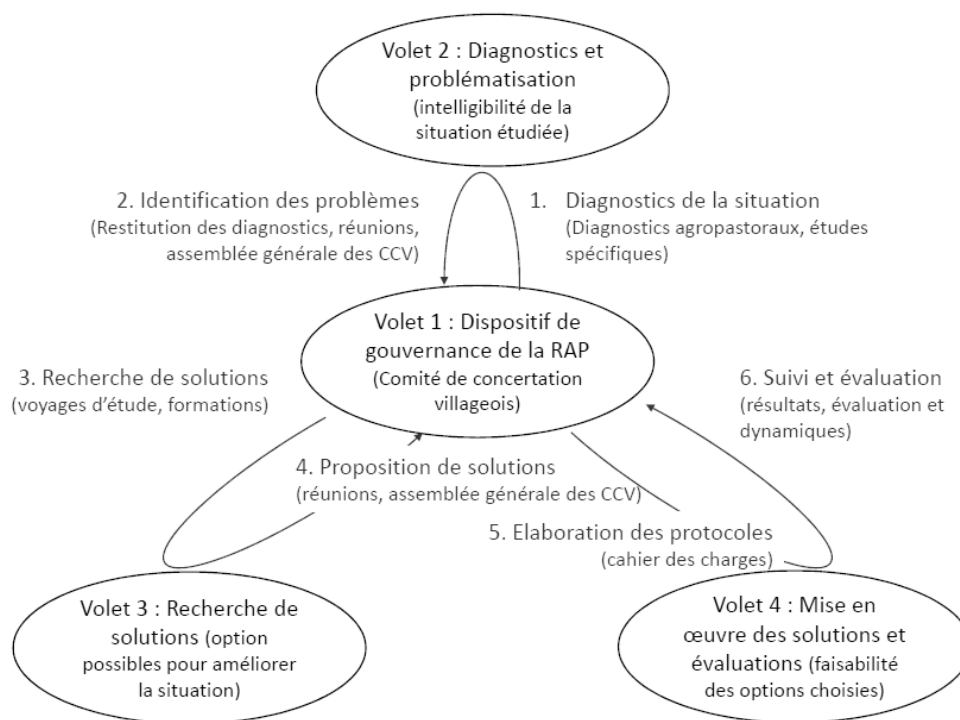 Volet 2 : Diagnostics et
problématisation
(intelligibilité de la
situation étudiée)
2. Identification des problèmes
(Restitution des diagnostics, réunions,
assemblée générale des CCV)
1. Diagnostics de la situation
(Diagnostics agropastoraux, études
spécifiques)
Volet 1 : Dispositif de
gouvernance de la RAP
(Comité de concertation
villageois)
3. Recherche de solutions
(voyages d’étude, formations)
6. Suivi et évaluation
(résultats, évaluation et
dynamiques)
4. Proposition de solutions
(réunions, assemblée générale des CCV)
5. Elaboration des protocoles
(cahier des charges)
Volet 3 : Recherche de
solutions (option
possibles pour améliorer
la situation)
Volet 4 : Mise en
œuvre des solutions et
évaluations (faisabilité
des options choisies)